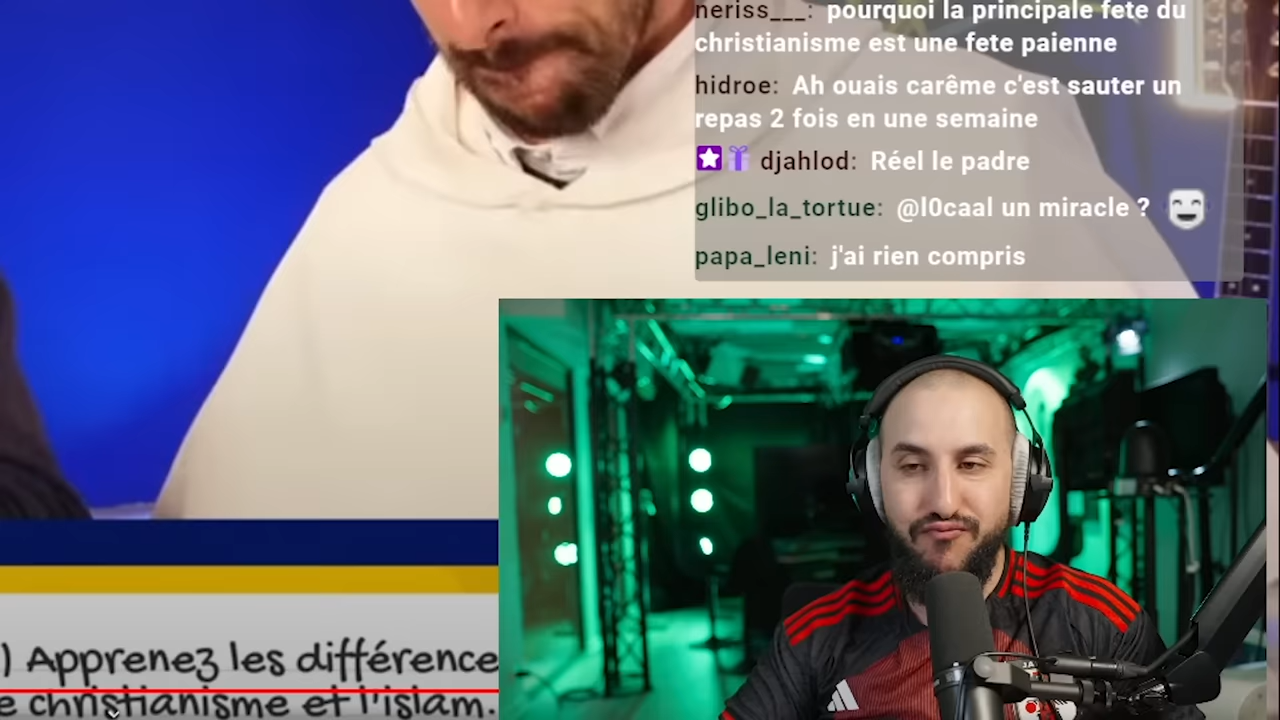 neriss___: pourquoi la principale fete du
christianisme est une fete paienne
hidroe: Ah ouais carême c'est sauter un
repas 2 fois en une semaine
djahlod: Réel le padre
glibo_la_tortue: @l0caal un miracle ?
papa_leni: j'ai rien compris
) Apprenez les différence
e christianisme et l'islam.